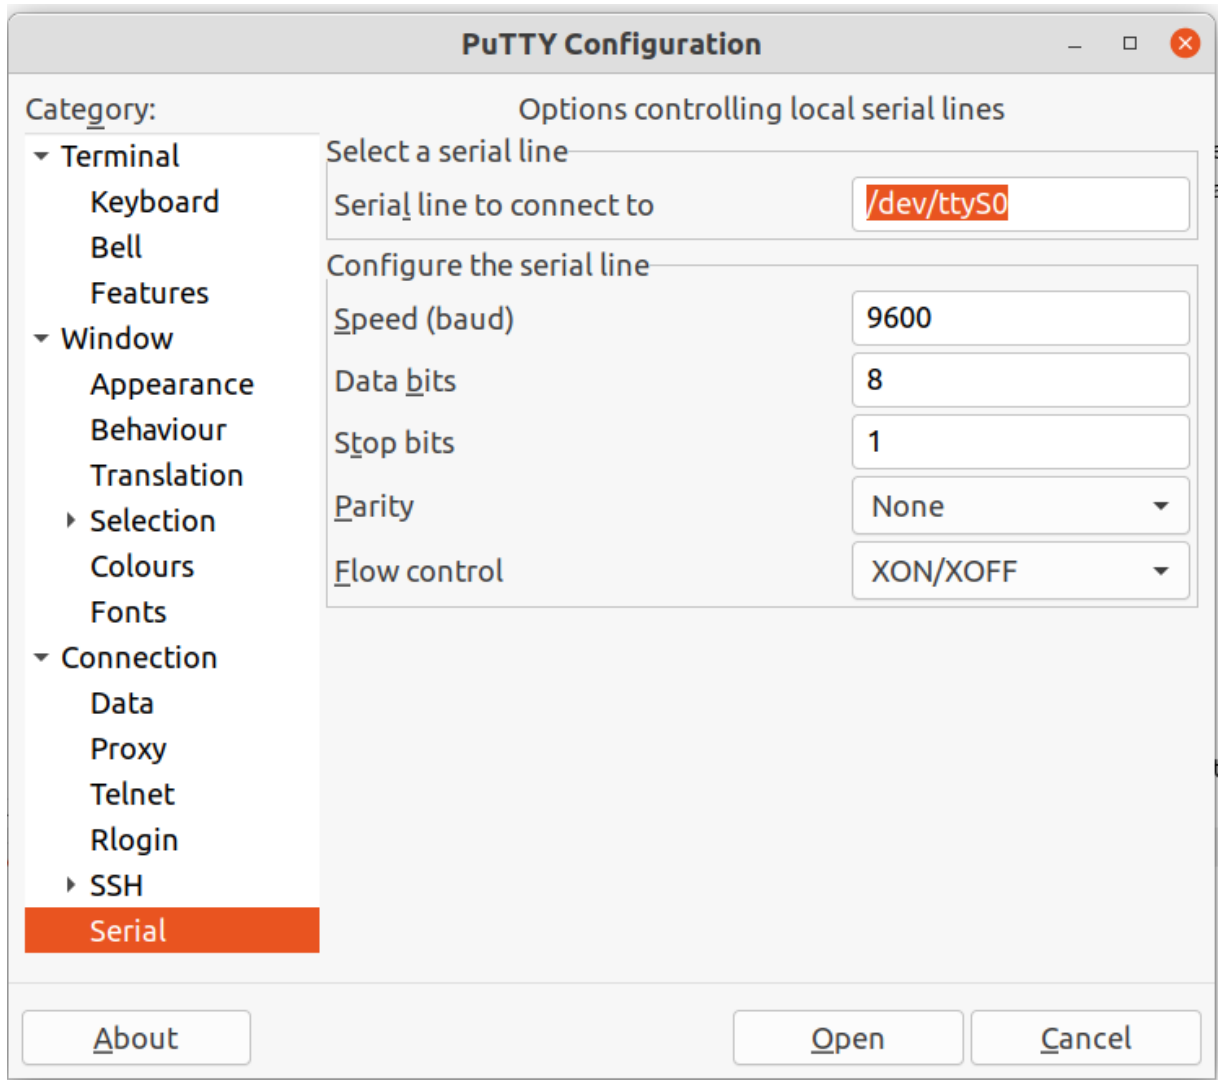 PuTTY Configuration
Category:
Terminal
Keyboard
Bell
Features
Window
Appearance
Behaviour
Translation
Selection
Colours
Fonts
Connection
Data
Proxy
Telnet
Rlogin
SSH
Serial
Options controlling local serial lines
Select a serial line
Serial line to connect to /dev/ttyS0
Configure the serial line
Speed (baud) 9600
Data bits 8
Stop bits 1
Parity None
Flow control XON/XOFF
About Open Cancel